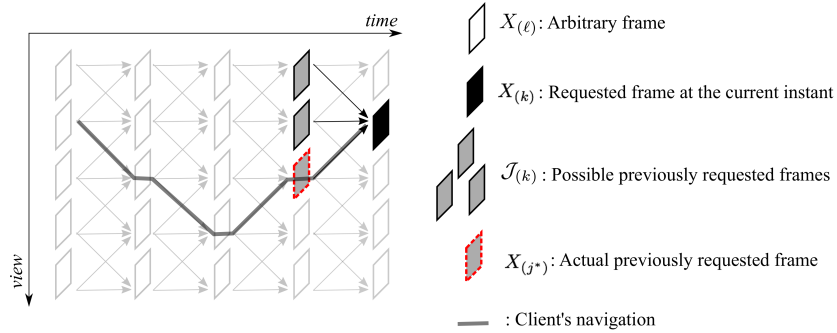 time
view
X(ℓ) : Arbitrary frame
X(k) : Requested frame at the current instant
𝒥(k) : Possible previously requested frames
X(j*) : Actual previously requested frame
: Client's navigation